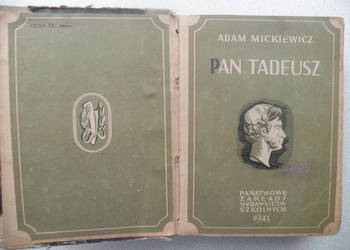 ADAM MICKIEWICZ
PAN TADEUSZ
PAŃSTWOWE
ZAKŁADY
WYDAWNICTW
SZKOLNYCH
1948